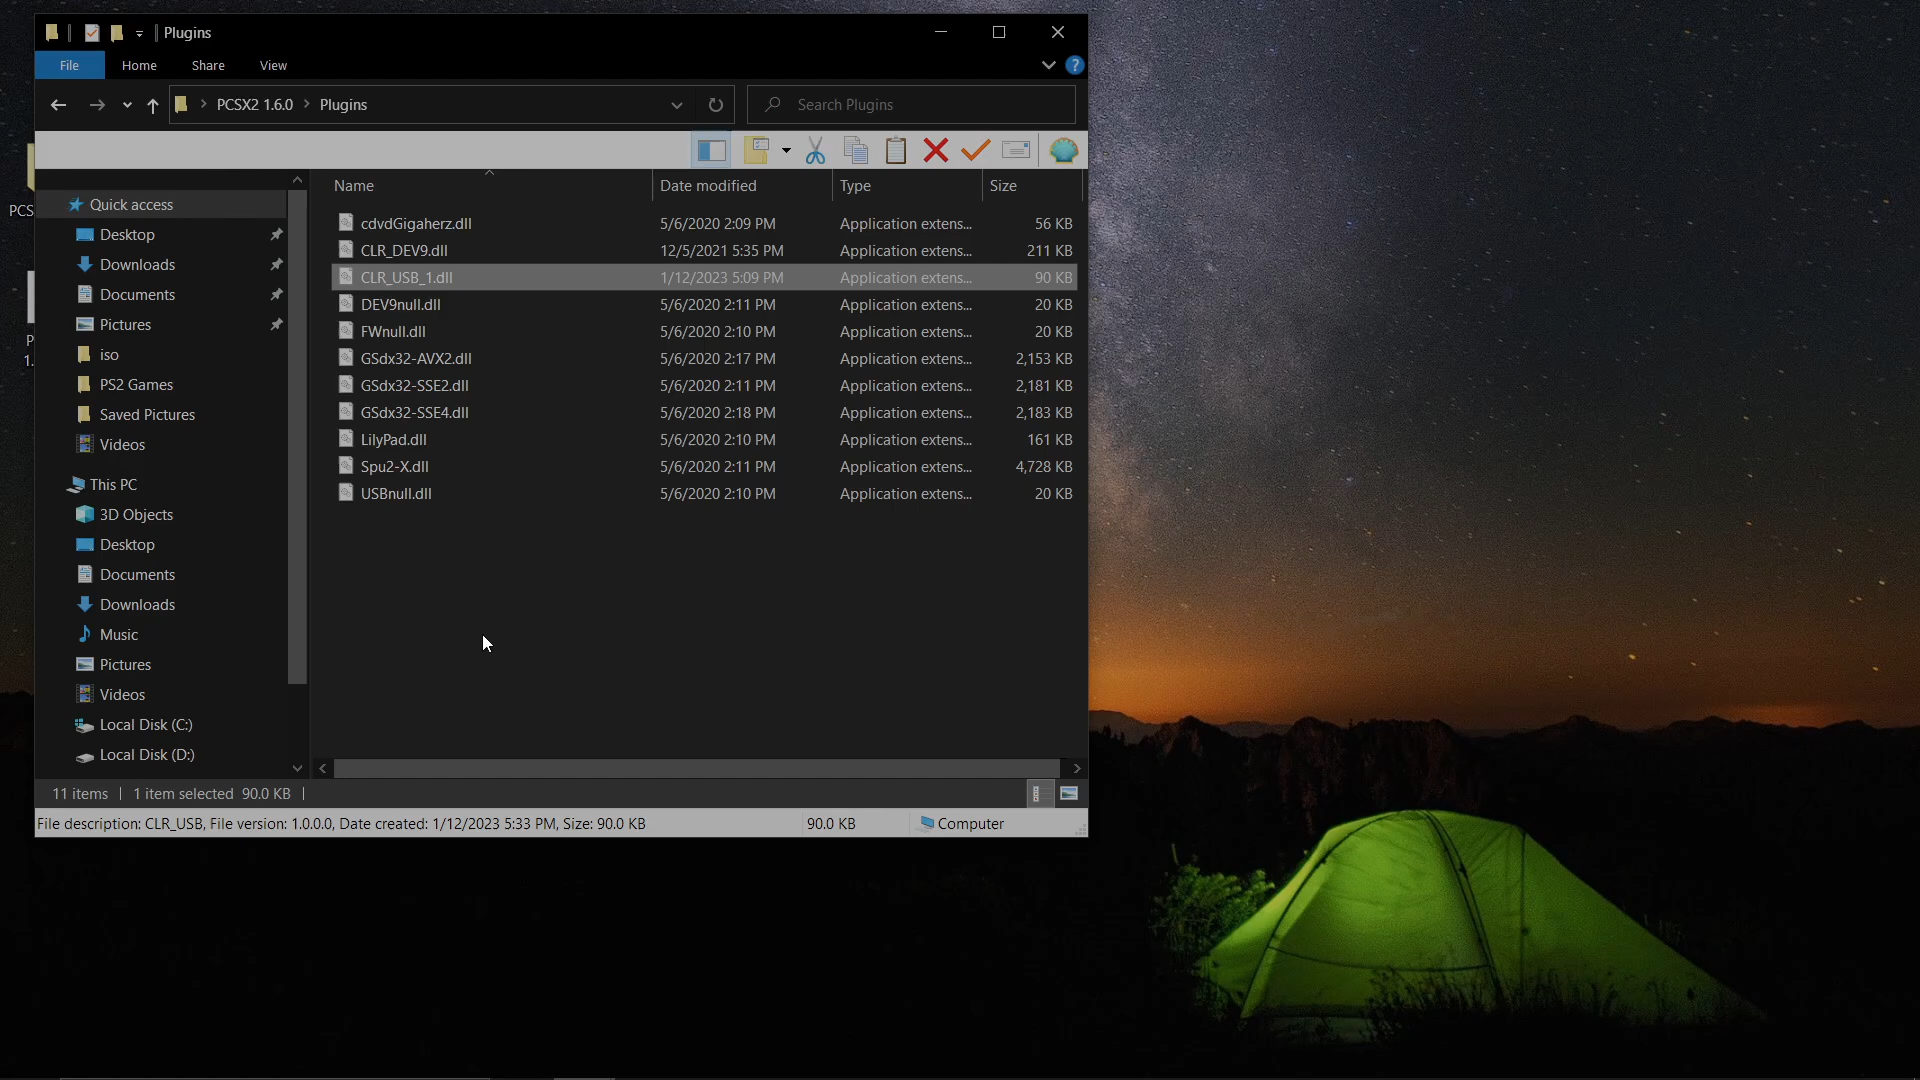 Plugins
File Home Share View
PCSX2 1.6.0 Plugins Search Plugins
Name Date modified Type Size
cdvdGigaherz.dll 5/6/2020 2:09 PM Application extens... 56 KB
CLR_DEV9.dll 12/5/2021 5:35 PM Application extens... 211 KB
CLR_USB_1.dll 1/12/2023 5:09 PM Application extens... 90 KB
DEV9null.dll 5/6/2020 2:11 PM Application extens... 20 KB
FWnull.dll 5/6/2020 2:10 PM Application extens... 20 KB
GSdx32-AVX2.dll 5/6/2020 2:17 PM Application extens... 2,153 KB
GSdx32-SSE2.dll 5/6/2020 2:11 PM Application extens... 2,181 KB
GSdx32-SSE4.dll 5/6/2020 2:18 PM Application extens... 2,183 KB
LilyPad.dll 5/6/2020 2:10 PM Application extens... 161 KB
Spu2-X.dll 5/6/2020 2:11 PM Application extens... 4,728 KB
USBnull.dll 5/6/2020 2:10 PM Application extens... 20 KB
Quick access
Desktop
Downloads
Documents
Pictures
iso
PS2 Games
Saved Pictures
Videos
This PC
3D Objects
Desktop
Documents
Downloads
Music
Pictures
Videos
Local Disk (C:)
Local Disk (D:)
PCS
P
1.
11 items 1 item selected 90.0 KB
File description: CLR_USB, File version: 1.0.0.0, Date created: 1/12/2023 5:33 PM, Size: 90.0 KB 90.0 KB Computer